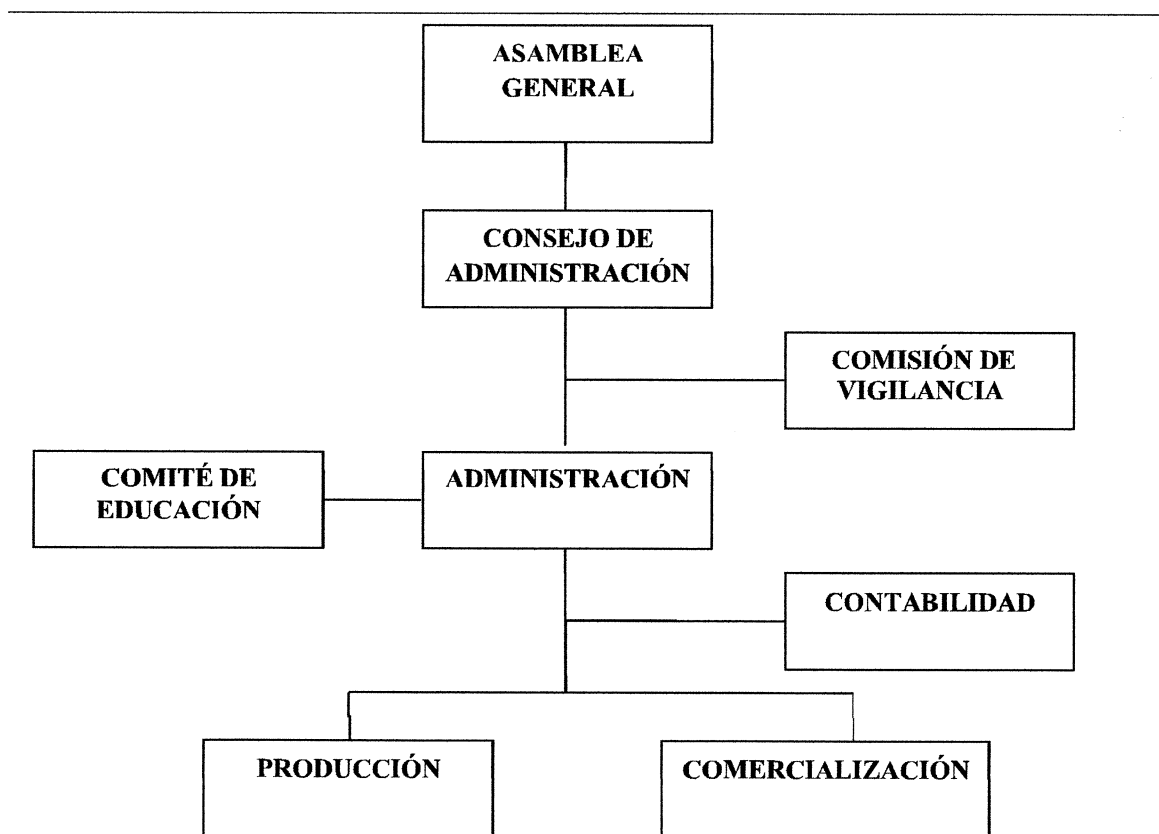 ASAMBLEA
GENERAL
CONSEJO DE
ADMINISTRACIÓN
COMISIÓN DE
VIGILANCIA
COMITÉ DE
EDUCACIÓN
ADMINISTRACIÓN
CONTABILIDAD
PRODUCCIÓN
COMERCIALIZACIÓN